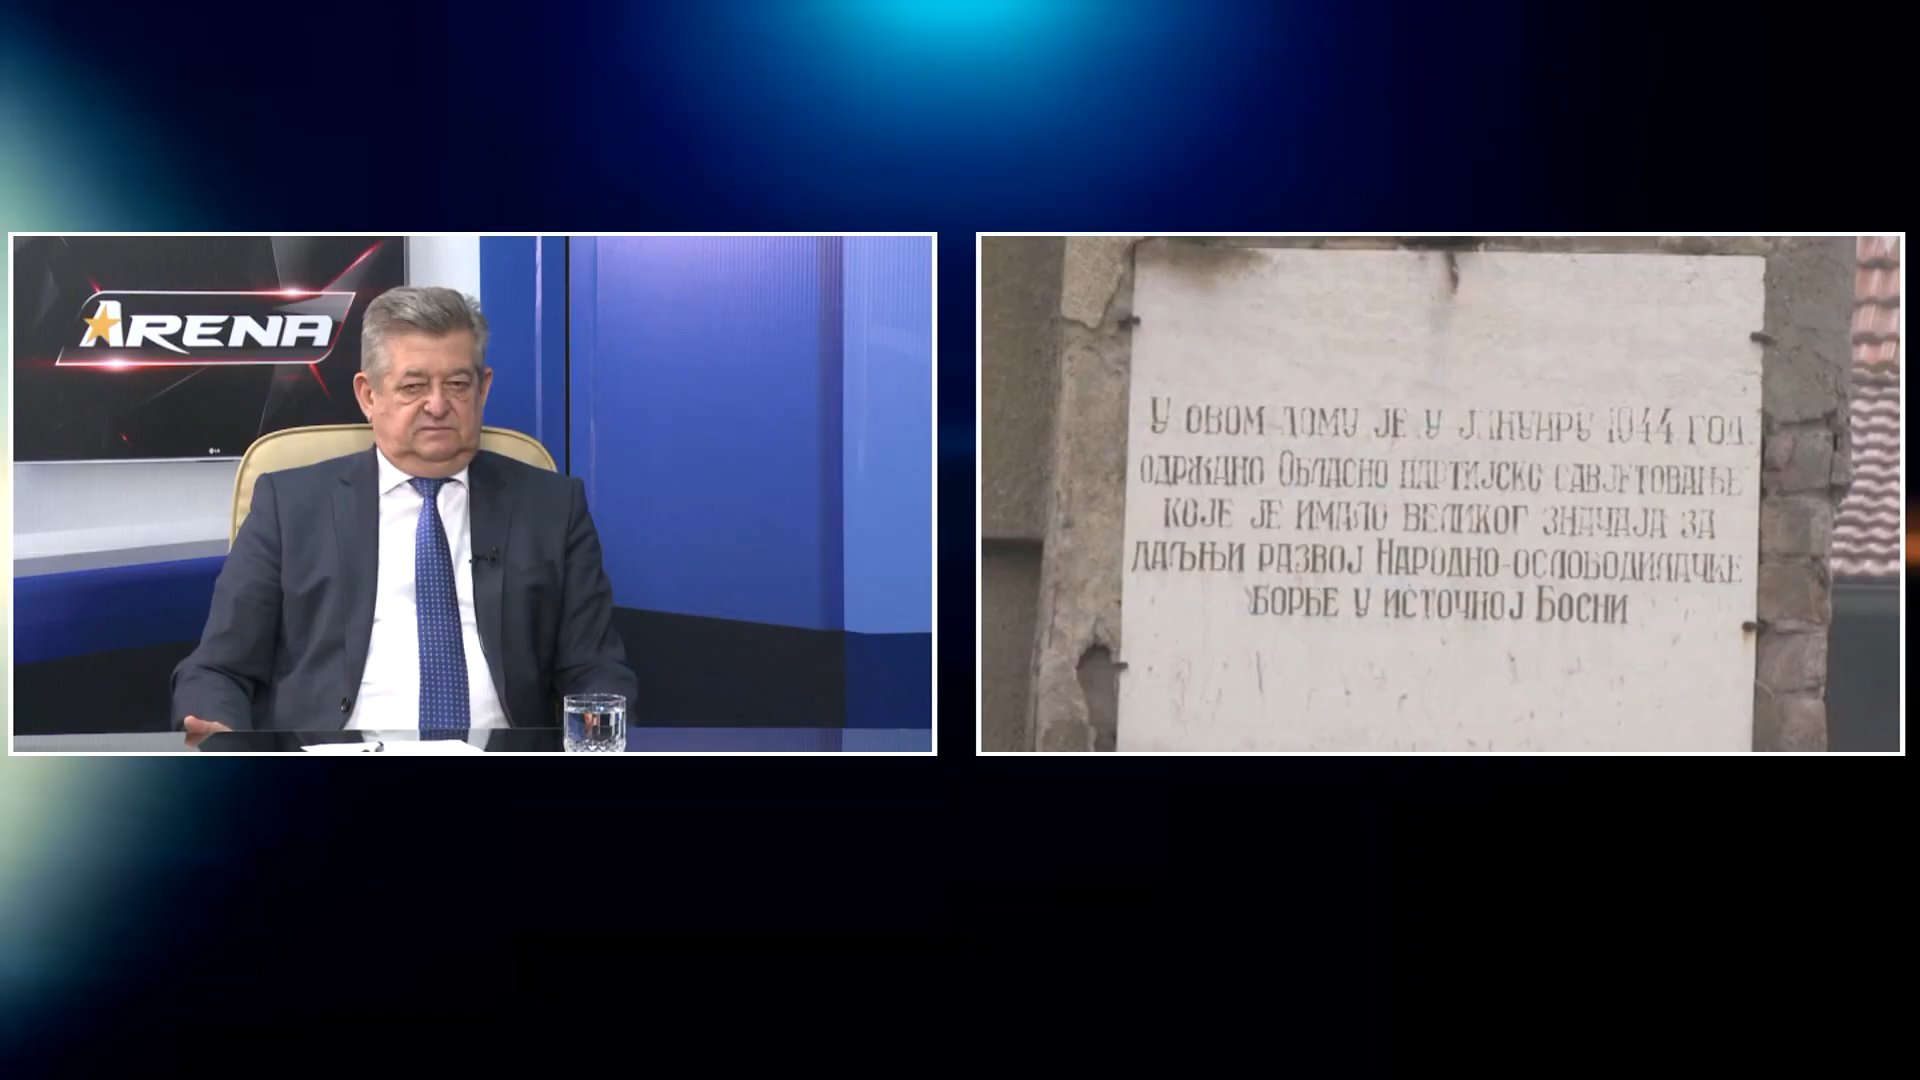 ARENA
LG
У ОВОМ ДОМУ ЈЕ У ЈАНУАРУ 1944 ГОД.
ОДРЖАНО ОБЛАСНО ПАРТИЈСКО САВЈЕТОВАЊЕ
КОЈЕ ЈЕ ИМАЛО ВЕЛИКОГ ЗНАЧАЈА ЗА
ДАЉЊИ РАЗВОЈ НАРОДНО-ОСЛОБОДИЛАЧКЕ
БОРБЕ У ИСТОЧНОЈ БОСНИ